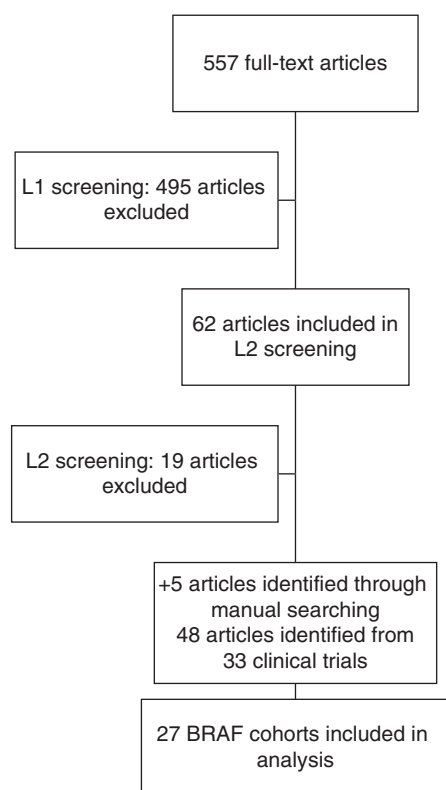 557 full-text articles
L1 screening: 495 articles
excluded
62 articles included in
L2 screening
L2 screening: 19 articles
excluded
+5 articles identified through
manual searching
48 articles identified from
33 clinical trials
27 BRAF cohorts included in
analysis